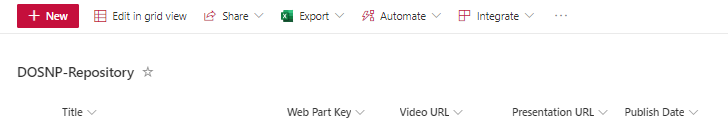 + New Edit in grid view Share Export Automate Integrate ...
DOSNP-Repository
Title Web Part Key Video URL Presentation URL Publish Date